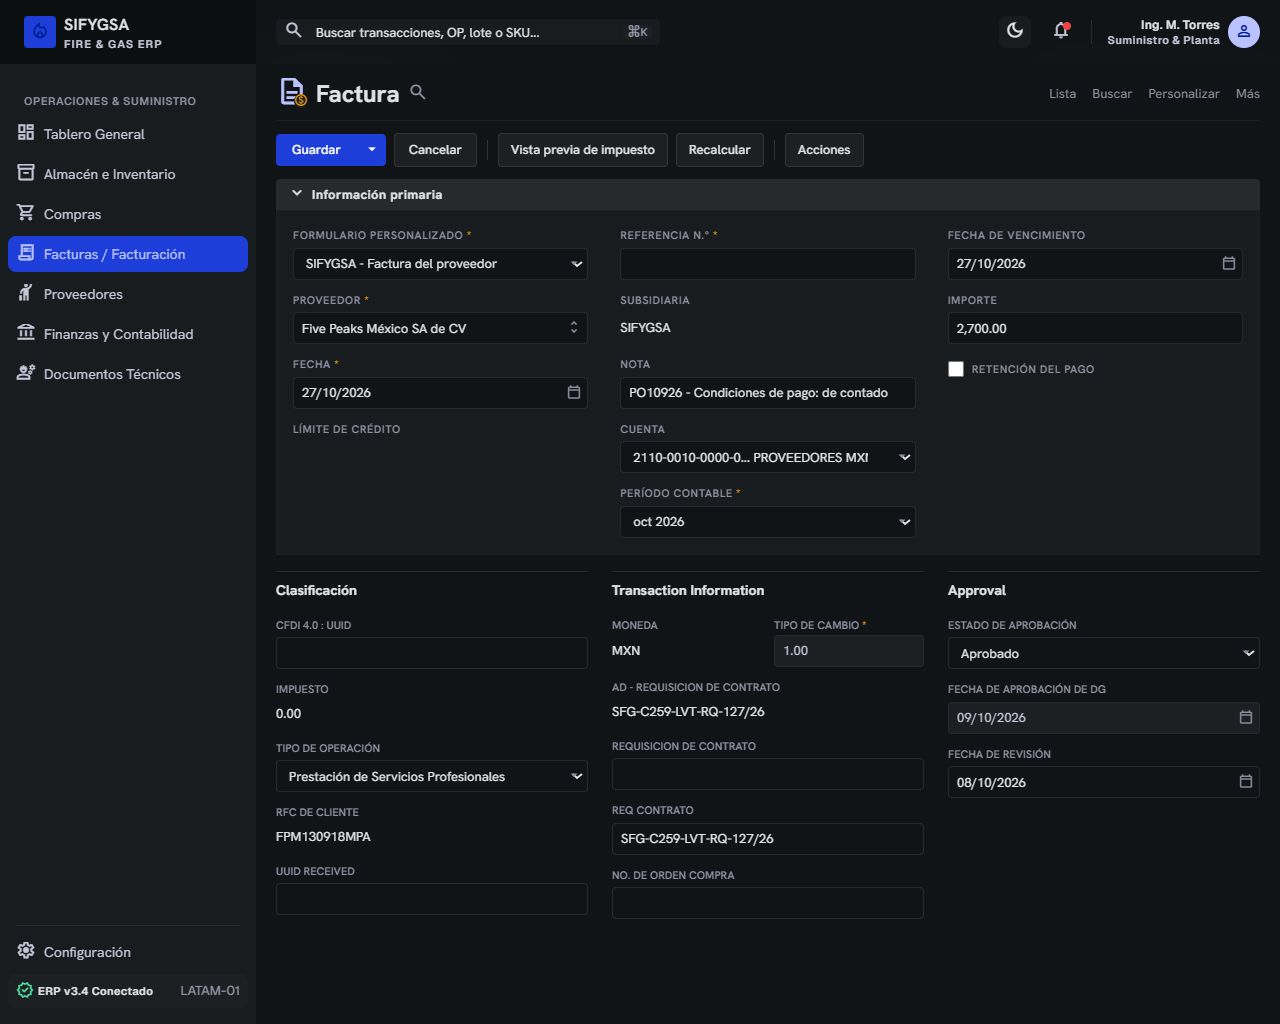 SIFYGSA
FIRE & GAS ERP
OPERACIONES & SUMINISTRO
Tablero General
Almacén e Inventario
Compras
Facturas / Facturación
Proveedores
Finanzas y Contabilidad
Documentos Técnicos
Configuración
ERP v3.4 Conectado LATAM-01
Buscar transacciones, OP, lote o SKU... ⌘K
Ing. M. Torres
Suministro & Planta
Factura
Lista Buscar Personalizar Más
Guardar Cancelar Vista previa de impuesto Recalcular Acciones
Información primaria
FORMULARIO PERSONALIZADO *
SIFYGSA - Factura del proveedor
PROVEEDOR *
Five Peaks México SA de CV
FECHA *
27/10/2026
LÍMITE DE CRÉDITO
REFERENCIA N.° *
SUBSIDIARIA
SIFYGSA
NOTA
PO10926 - Condiciones de pago: de contado
CUENTA
2110-0010-0000-0... PROVEEDORES MXN
PERÍODO CONTABLE *
oct 2026
FECHA DE VENCIMIENTO
27/10/2026
IMPORTE
2,700.00
RETENCIÓN DEL PAGO
Clasificación
CFDI 4.0 : UUID
IMPUESTO
0.00
TIPO DE OPERACIÓN
Prestación de Servicios Profesionales
RFC DE CLIENTE
FPM130918MPA
UUID RECEIVED
Transaction Information
MONEDA TIPO DE CAMBIO *
MXN 1.00
AD - REQUISICION DE CONTRATO
SFG-C259-LVT-RQ-127/26
REQUISICION DE CONTRATO
REQ CONTRATO
SFG-C259-LVT-RQ-127/26
NO. DE ORDEN COMPRA
Approval
ESTADO DE APROBACIÓN
Aprobado
FECHA DE APROBACIÓN DE DG
09/10/2026
FECHA DE REVISIÓN
08/10/2026